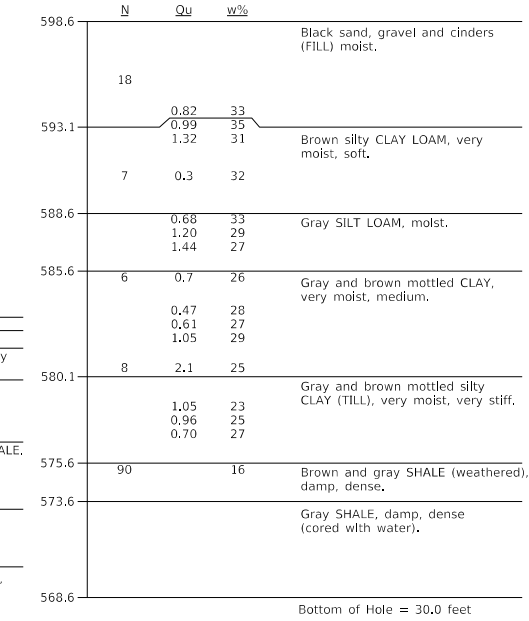 N Qu w%
598.6
Black sand, gravel and cinders
(FILL) moist.
18
0.82 33
593.1 0.99 35
1.32 31
Brown silty CLAY LOAM, very
moist, soft.
7 0.3 32
588.6
0.68 33
Gray SILT LOAM, molst.
1.20 29
1.44 27
585.6
6 0.7 26
Gray and brown mottled CLAY,
very moist, medium.
0.47 28
0.61 27
1.05 29
y
8 2.1 25
580.1
Gray and brown mottled silty
CLAY (TILL), very moist, very stiff.
1.05 23
0.96 25
0.70 27
ALE.
575.6
90 16
Brown and gray SHALE (weathered),
damp, dense.
573.6
Gray SHALE, damp, dense
(cored wlth water).
568.6
Bottom of Hole = 30.0 feet